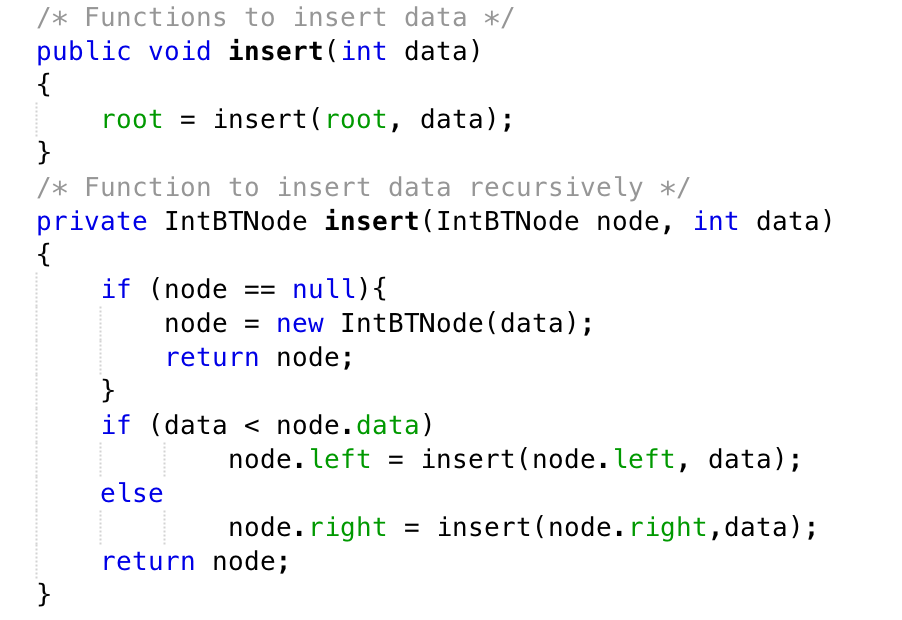 /* Functions to insert data */
public void insert(int data)
{
    root = insert(root, data);
}
/* Function to insert data recursively */
private IntBTNode insert(IntBTNode node, int data)
{
    if (node == null){
        node = new IntBTNode(data);
        return node;
    }
    if (data < node.data)
            node.left = insert(node.left, data);
    else
            node.right = insert(node.right,data);
    return node;
}